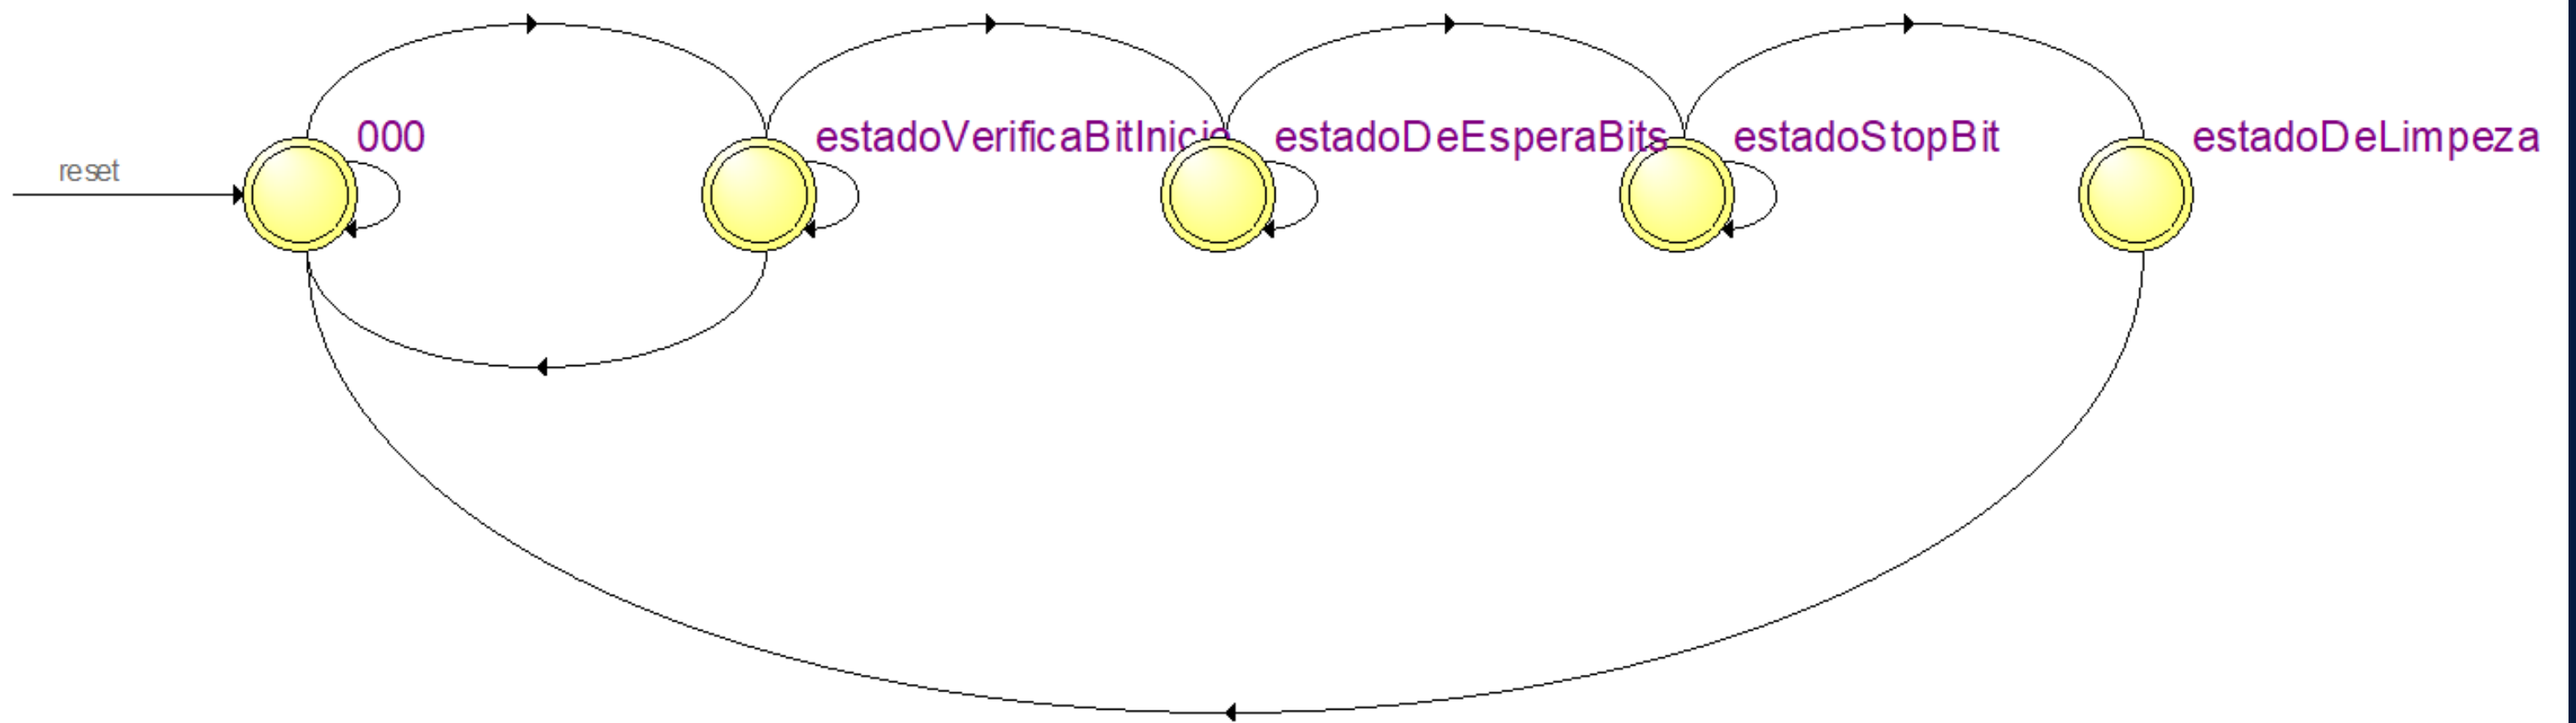 reset
000
estadoVerificaBitInicio
estadoDeEsperaBits
estadoStopBit
estadoDeLimpeza